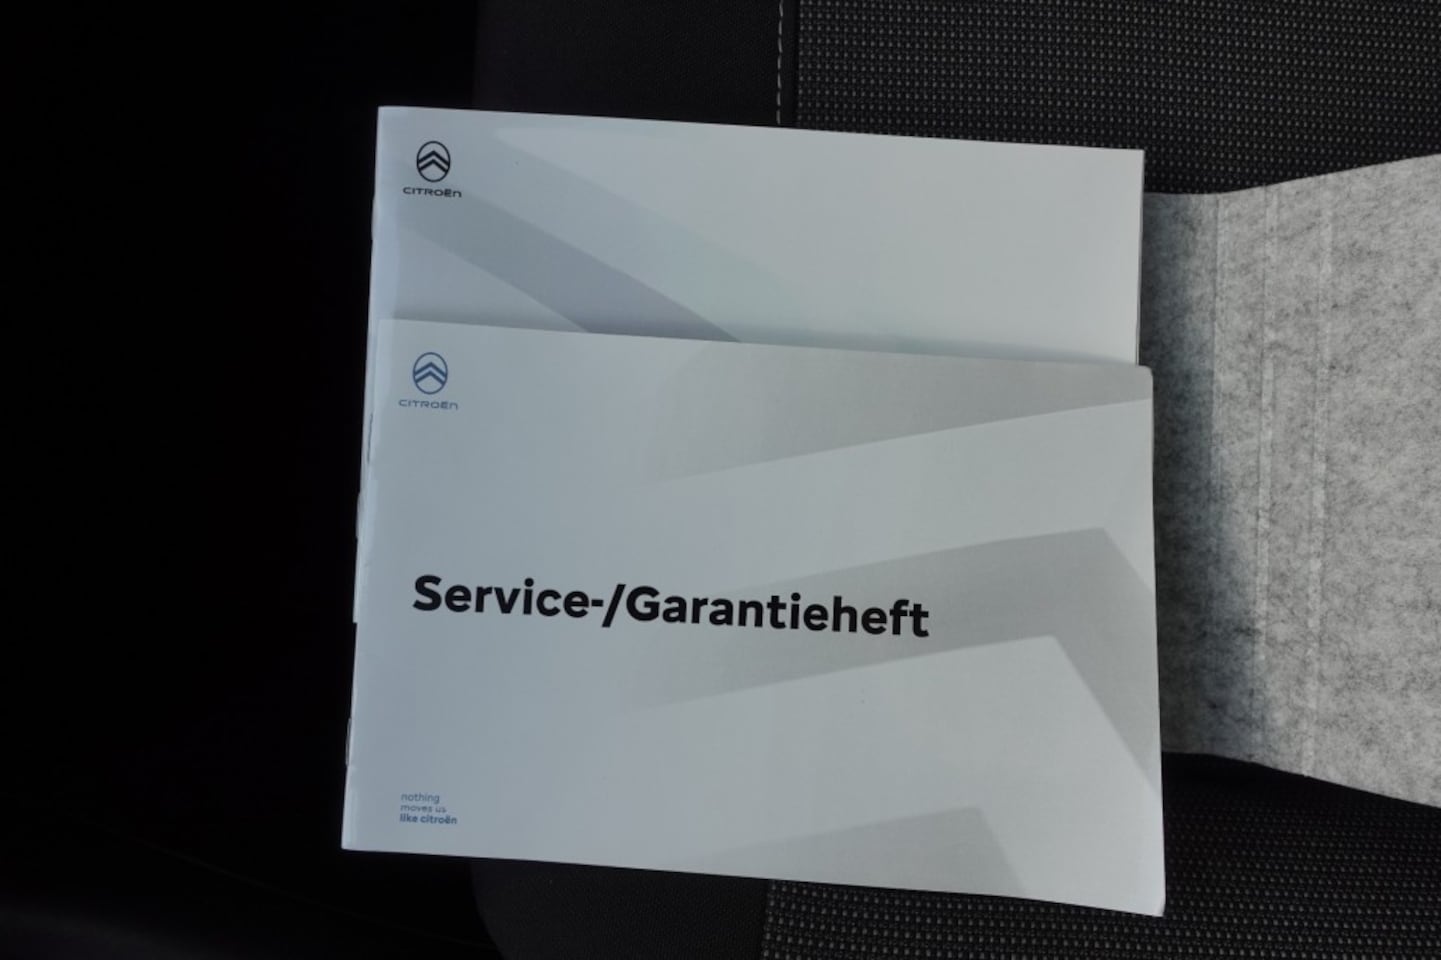 CITROËN
CITROËN
Service-/Garantieheft
nothing
moves us
like citroën